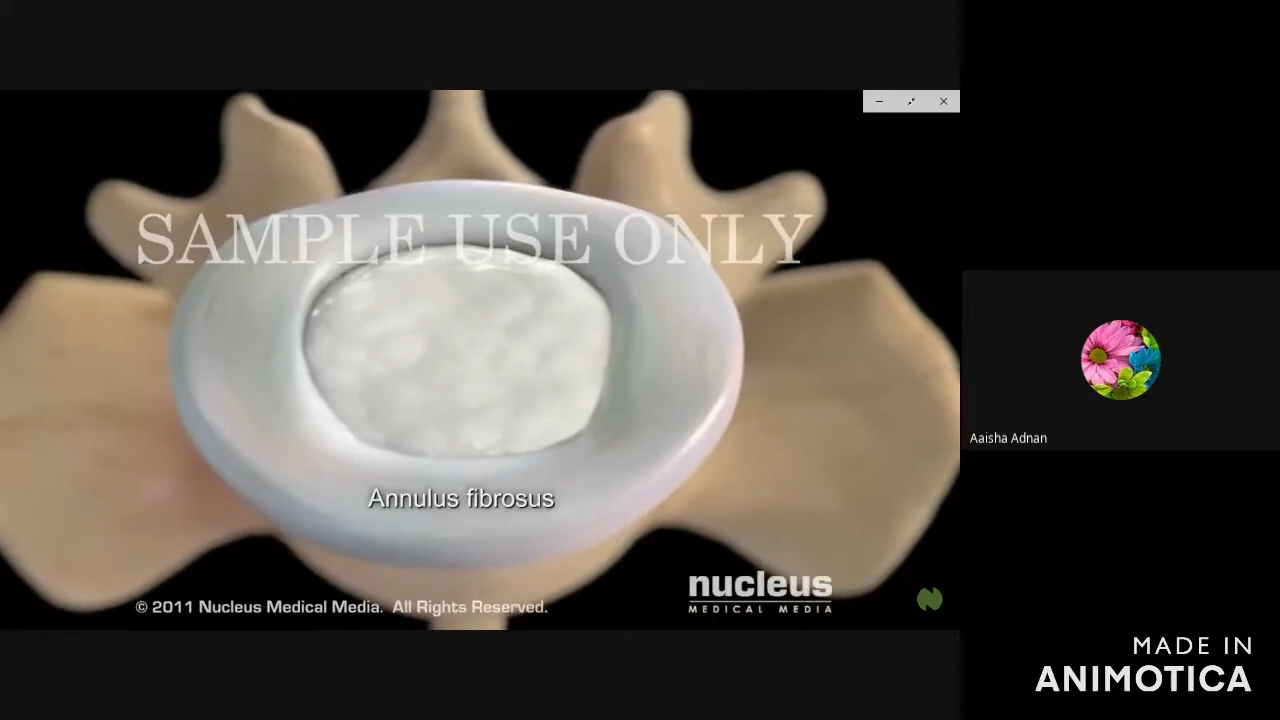 SAMPLE USE ONLY
Annulus fibrosus
© 2011 Nucleus Medical Media. All Rights Reserved.
nucleus
MEDICAL MEDIA
Aaisha Adnan
MADE IN
ANIMOTICA